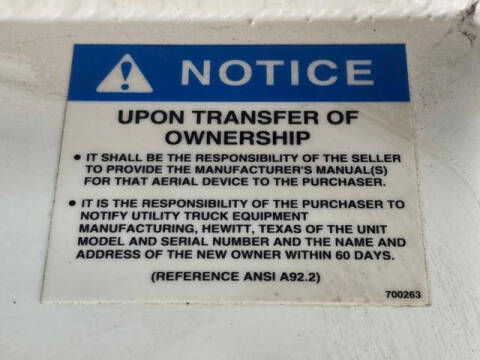 NOTICE
UPON TRANSFER OF
OWNERSHIP
• IT SHALL BE THE RESPONSIBILITY OF THE SELLER
TO PROVIDE THE MANUFACTURER'S MANUAL(S)
FOR THAT AERIAL DEVICE TO THE PURCHASER.
• IT IS THE RESPONSIBILITY OF THE PURCHASER TO
NOTIFY UTILITY TRUCK EQUIPMENT
MANUFACTURING, HEWITT, TEXAS OF THE UNIT
MODEL AND SERIAL NUMBER AND THE NAME AND
ADDRESS OF THE NEW OWNER WITHIN 60 DAYS.
(REFERENCE ANSI A92.2)
700263